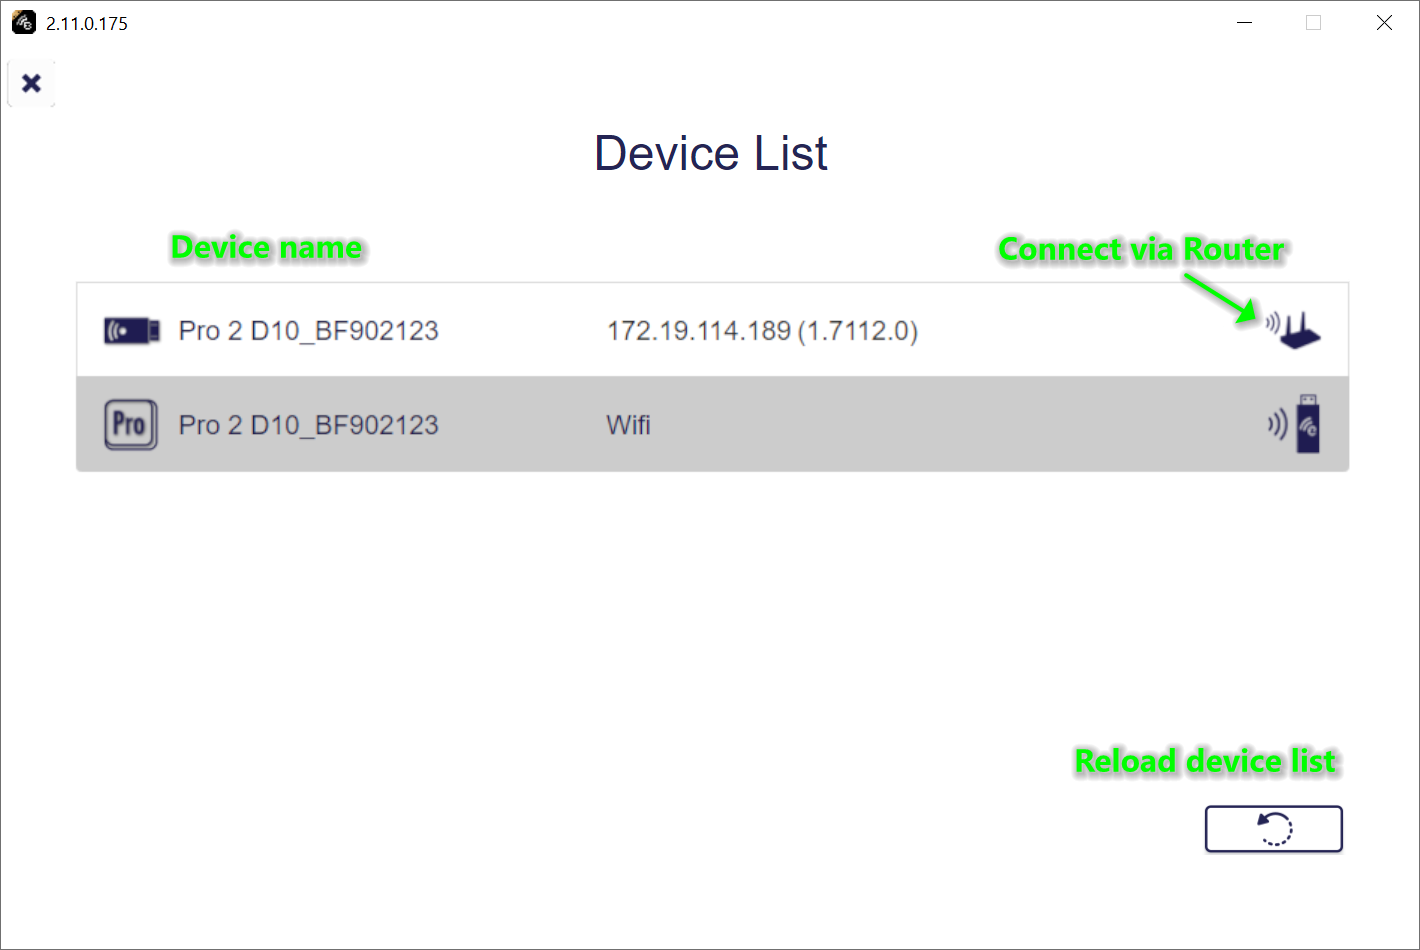 2.11.0.175
Device List
Device name
Connect via Router
Pro 2 D10_BF902123 172.19.114.189 (1.7112.0)
Pro Pro 2 D10_BF902123 Wifi
Reload device list